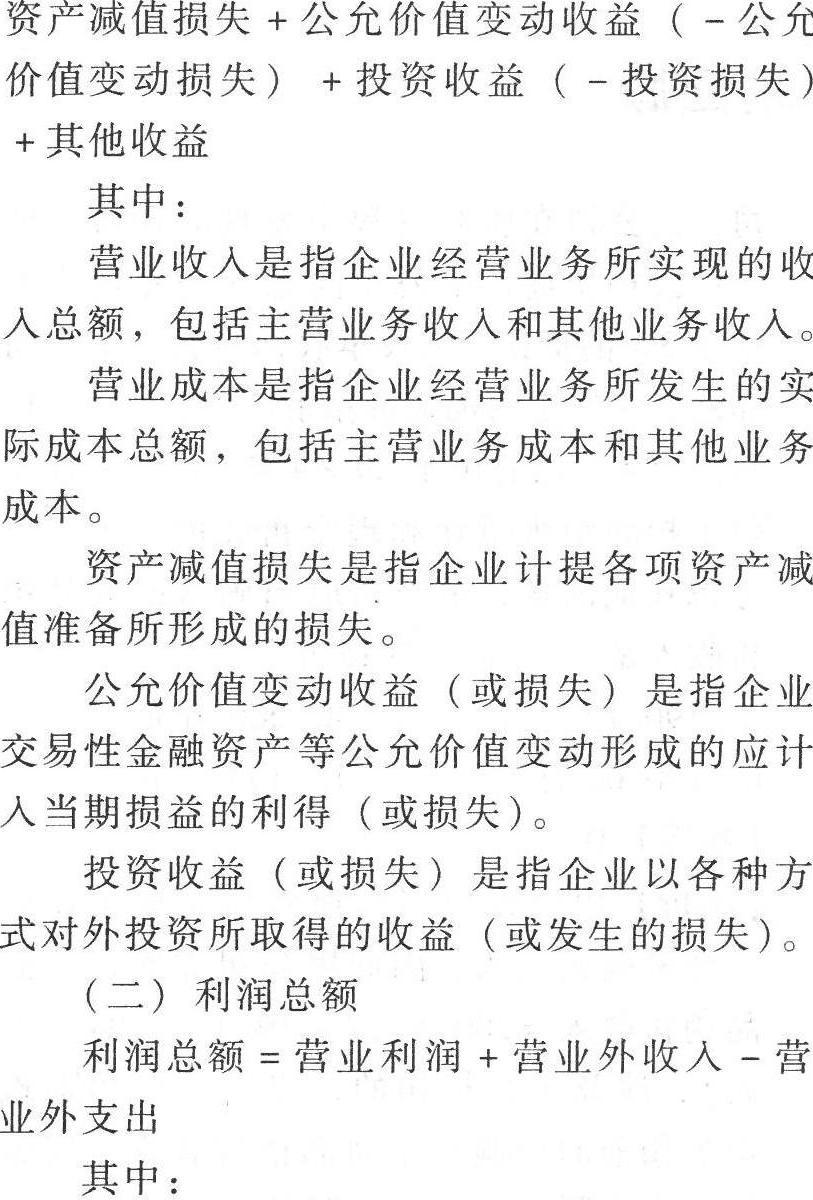 资产减值损失+公允价值变动收益(-公允
价值变动损失)+投资收益(-投资损失)
+其他收益
其中:
营业收入是指企业经营业务所实现的收
入总额,包括主营业务收入和其他业务收入。
营业成本是指企业经营业务所发生的实
际成本总额,包括主营业务成本和其他业务
成本。
资产减值损失是指企业计提各项资产减
值准备所形成的损失。
公允价值变动收益(或损失)是指企业
交易性金融资产等公允价值变动形成的应计
入当期损益的利得(或损失)。
投资收益(或损失)是指企业以各种方
式对外投资所取得的收益(或发生的损失)。
(二)利润总额
利润总额=营业利润+营业外收入-营
业外支出
其中: